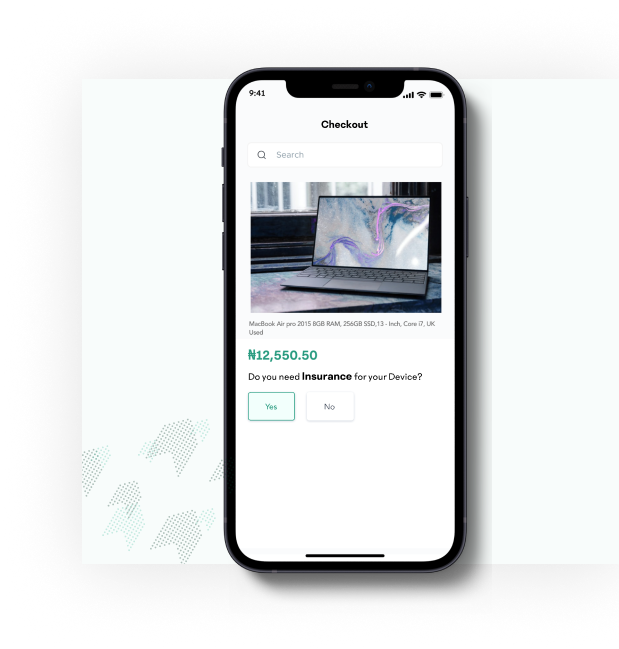 9:41
Checkout
Search
MacBook Air pro 2015 8GB RAM, 256GB SSD,13 - Inch, Core i7, UK
Used
₦12,550.50
Do you need Insurance for your Device?
Yes No